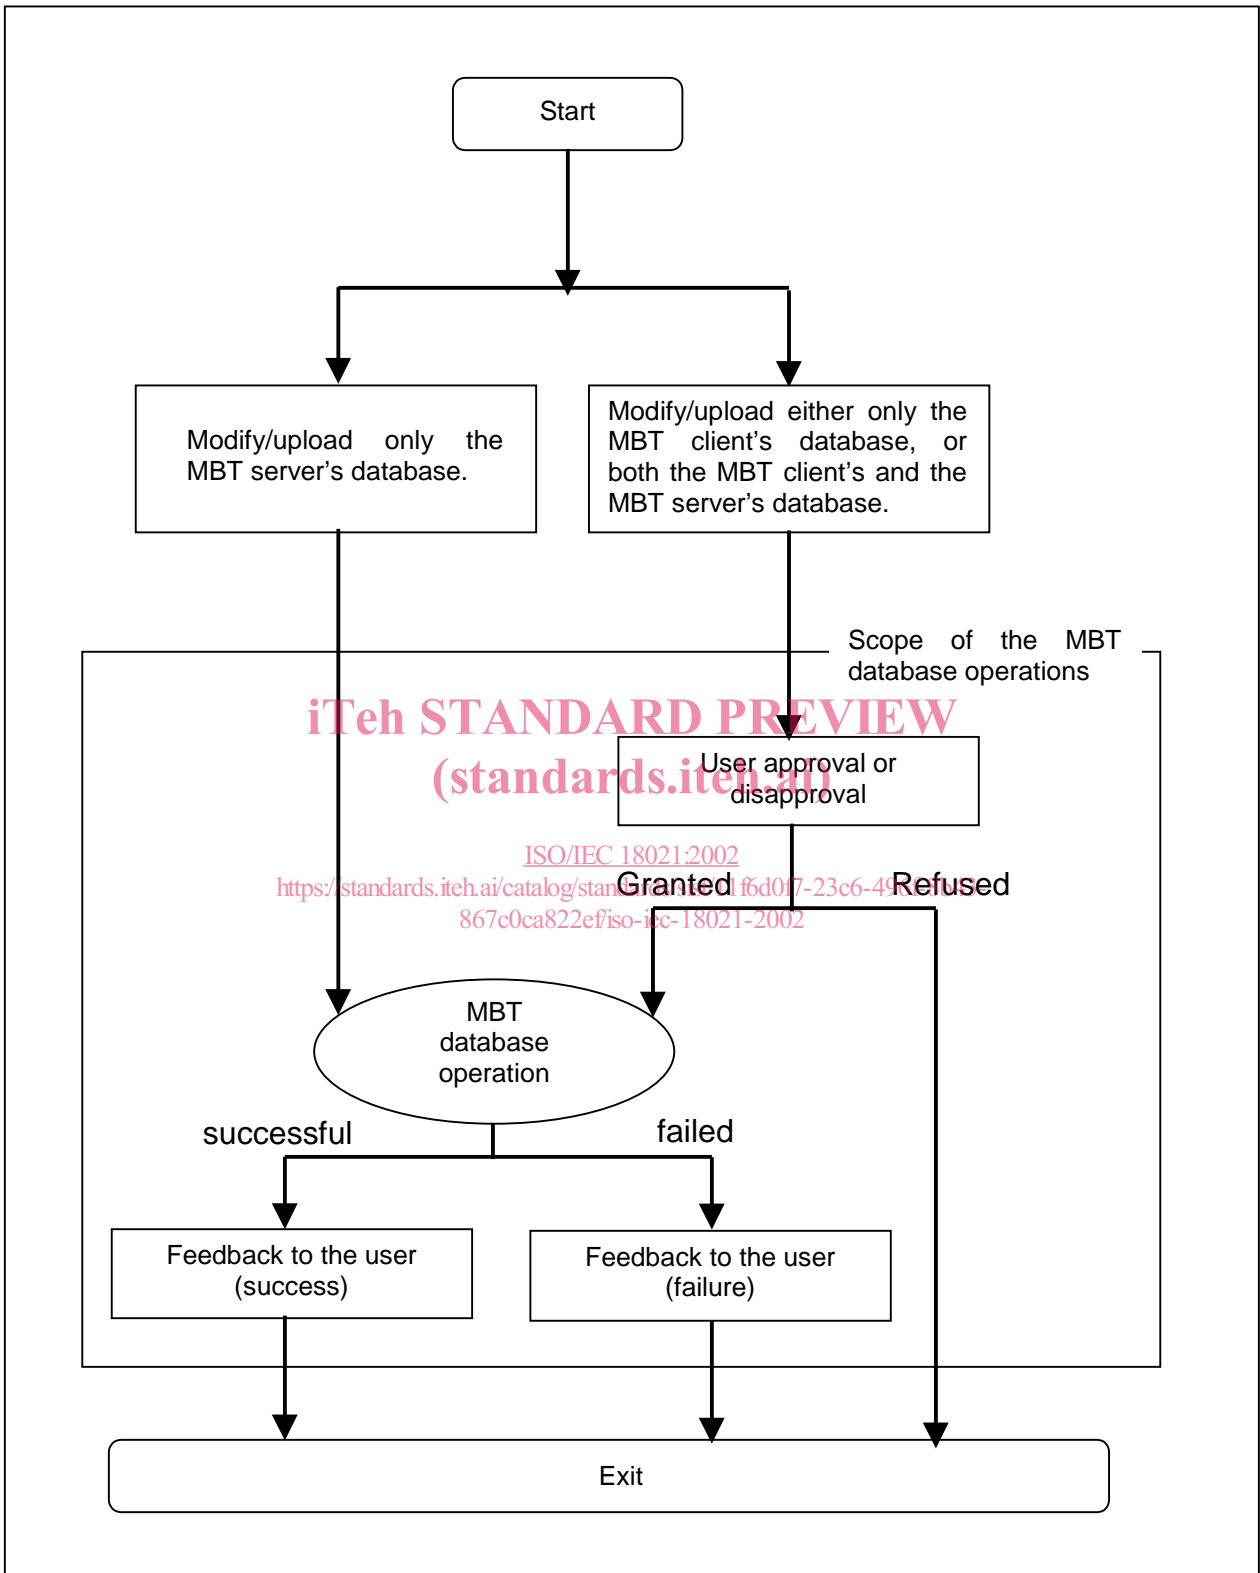 Start
Modify/upload only the
MBT server's database.
Modify/upload either only the
MBT client's database, or
both the MBT client's and the
MBT server's database.
Scope of the MBT
database operations
iTeh STANDARD PREVIEW
(standards.iteh.ai)
User approval or
disapproval
ISO/IEC 18021:2002
Granted
Refused
867c0ca822ef/iso-iec-18021-2002
MBT
database
operation
successful
failed
Feedback to the user
(success)
Feedback to the user
(failure)
Exit